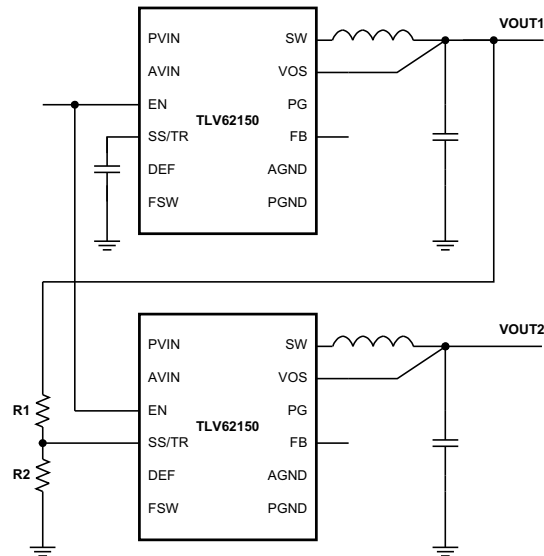 PVIN SW VOUT1
AVIN VOS
EN PG
TLV62150
SS/TR FB
DEF AGND
FSW PGND
PVIN SW VOUT2
AVIN VOS
R1 EN PG
TLV62150
SS/TR FB
R2 DEF AGND
FSW PGND